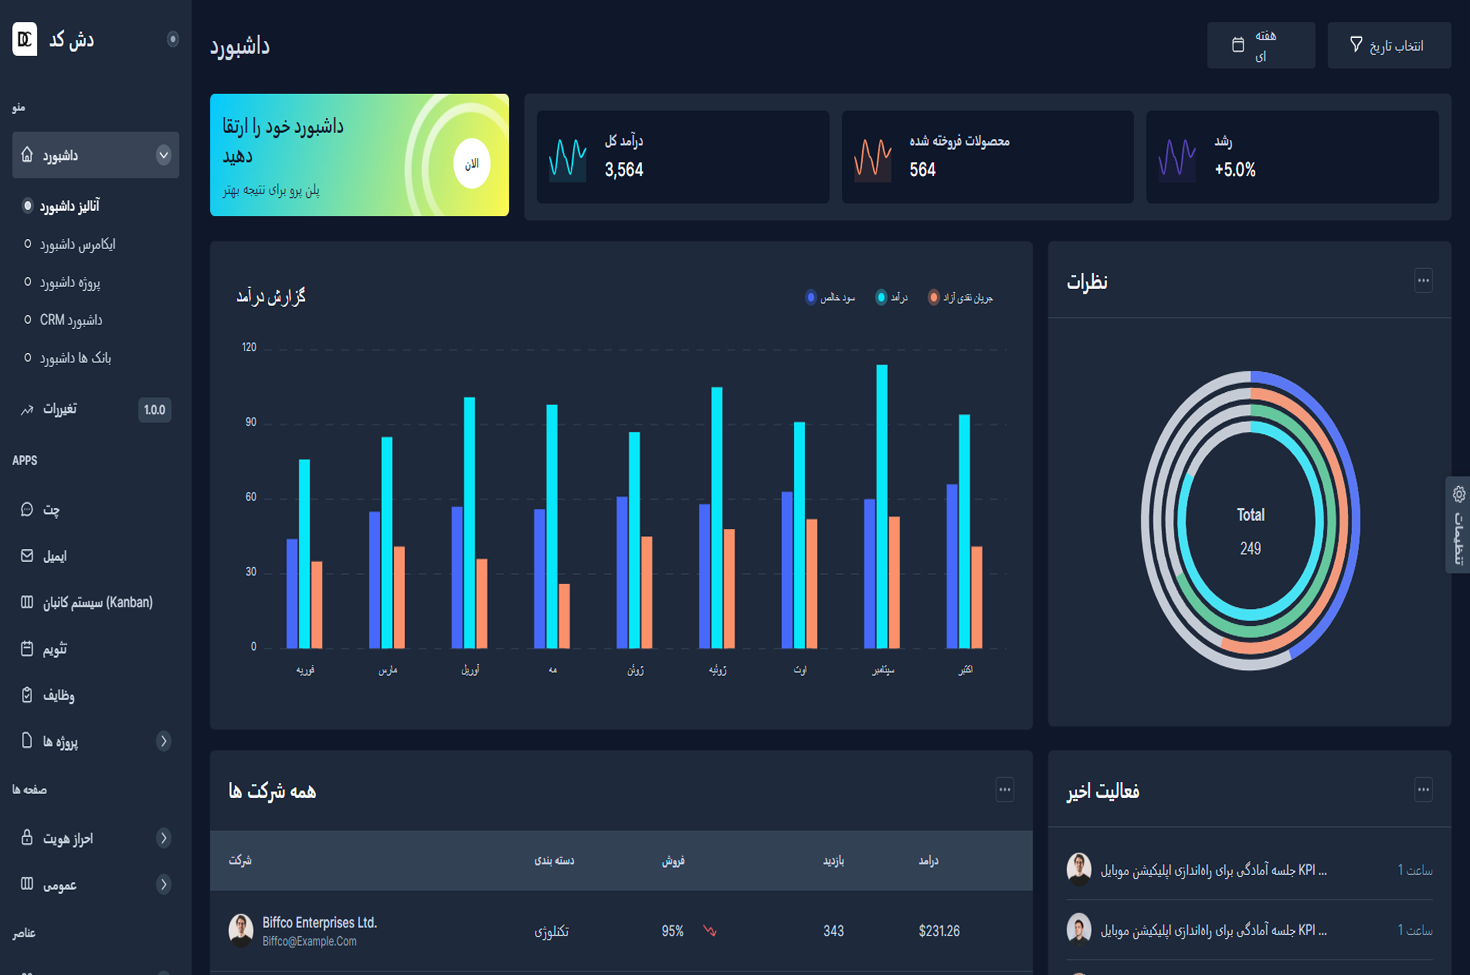 دش کد
منو
داشبورد
آنالیز داشبورد
ایکامرس داشبورد
پروژه داشبورد
CRM داشبورد
بانک ها داشبورد
تغییرات
1.0.0
APPS
چت
ایمیل
سیستم کانبان (Kanban)
تقویم
وظایف
پروژه ها
صفحه ها
احراز هویت
عمومی
عناصر
داشبورد
هفته
ای
انتخاب تاریخ
داشبورد خود را ارتقا
دهید
پلن پرو برای نتیجه بهتر
الان
درآمد کل
3,564
محصولات فروخته شده
564
رشد
+5.0%
گزارش درآمد
سود خالص
درآمد
جریان نقدی آزاد
120
90
60
30
0
فوریه
مارس
آوریل
مه
ژوئن
ژوئیه
اوت
سپتامبر
اکتبر
نظرات
Total
249
تنظیمات
همه شرکت ها
شرکت
دسته بندی
فروش
بازدید
درامد
Biffco Enterprises Ltd.
Biffco@Example.Com
تکنلوژی
95%
343
$231.26
فعالیت اخیر
جلسه آمادگی برای راه‌اندازی اپلیکیشن موبایل KPI ...
1 ساعت
جلسه آمادگی برای راه‌اندازی اپلیکیشن موبایل KPI ...
1 ساعت